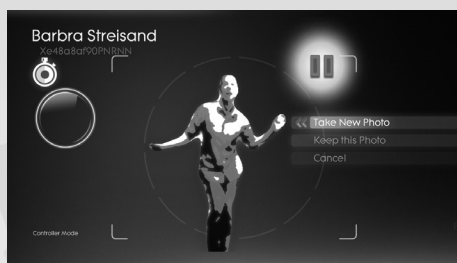 Barbra Streisand
Xe48a8af90PNRNN
Take New Photo
Keep this Photo
Cancel
Controller Mode